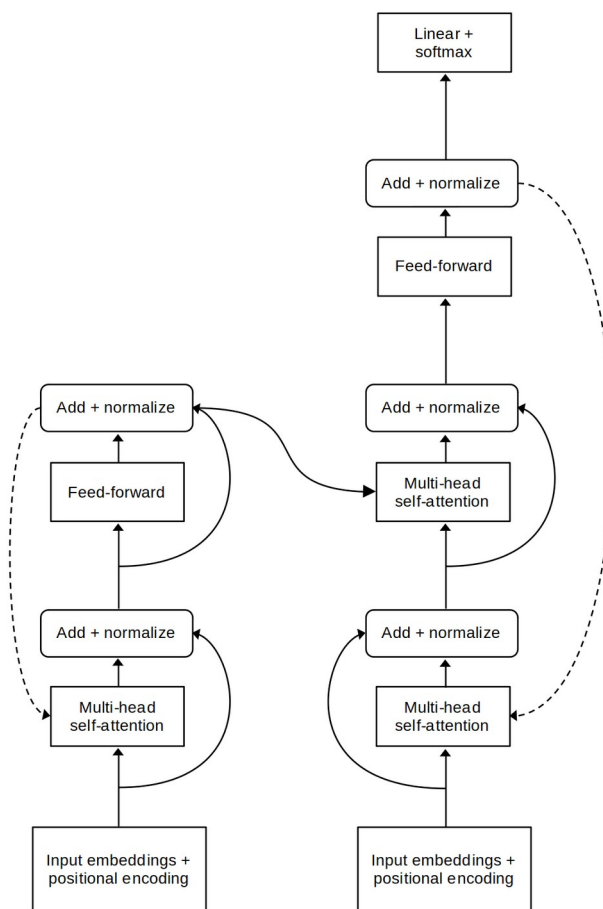 Linear +
softmax
Add + normalize
Feed-forward
Add + normalize
Add + normalize
Feed-forward
Multi-head
self-attention
Add + normalize
Add + normalize
Multi-head
self-attention
Multi-head
self-attention
Input embeddings +
positional encoding
Input embeddings +
positional encoding